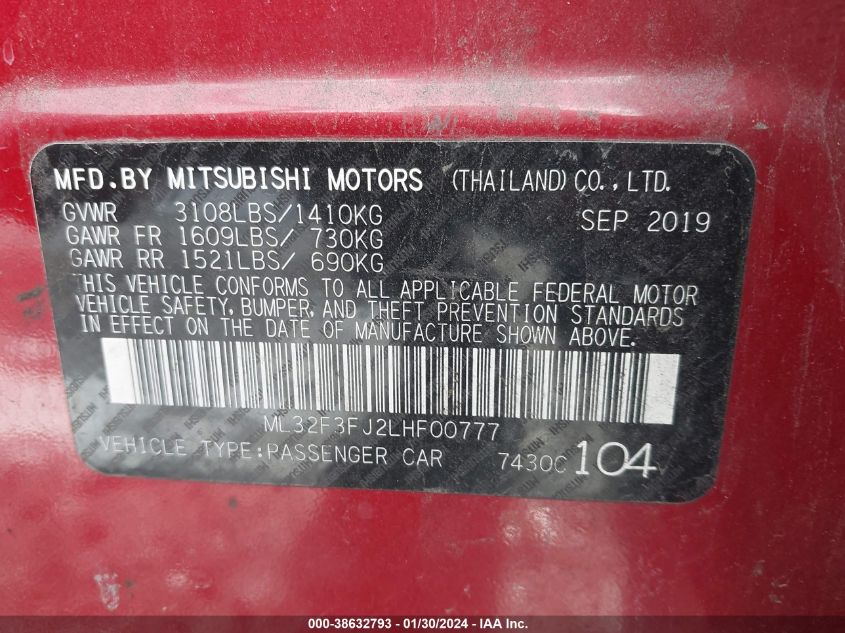 MFD.BY MITSUBISHI MOTORS (THAILAND) CO.,LTD.
GVWR 3108LBS/1410KG SEP 2019
GAWR FR 1609LBS/ 730KG
GAWR RR 1521LBS/ 690KG
THIS VEHICLE CONFORMS TO ALL APPLICABLE FEDERAL MOTOR
VEHICLE SAFETY, BUMPER, AND THEFT PREVENTION STANDARDS
IN EFFECT ON THE DATE OF MANUFACTURE SHOWN ABOVE.
ML32F3FJ2LHF00777
VEHICLE TYPE:PASSENGER CAR 7430C 104
000-38632793 - 01/30/2024 - IAA Inc.